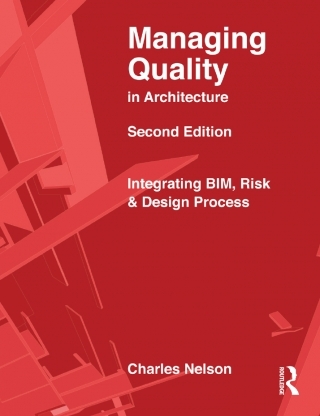 Managing
Quality
in Architecture
Second Edition
Integrating BIM, Risk
& Design Process
Charles Nelson
ROUTLEDGE